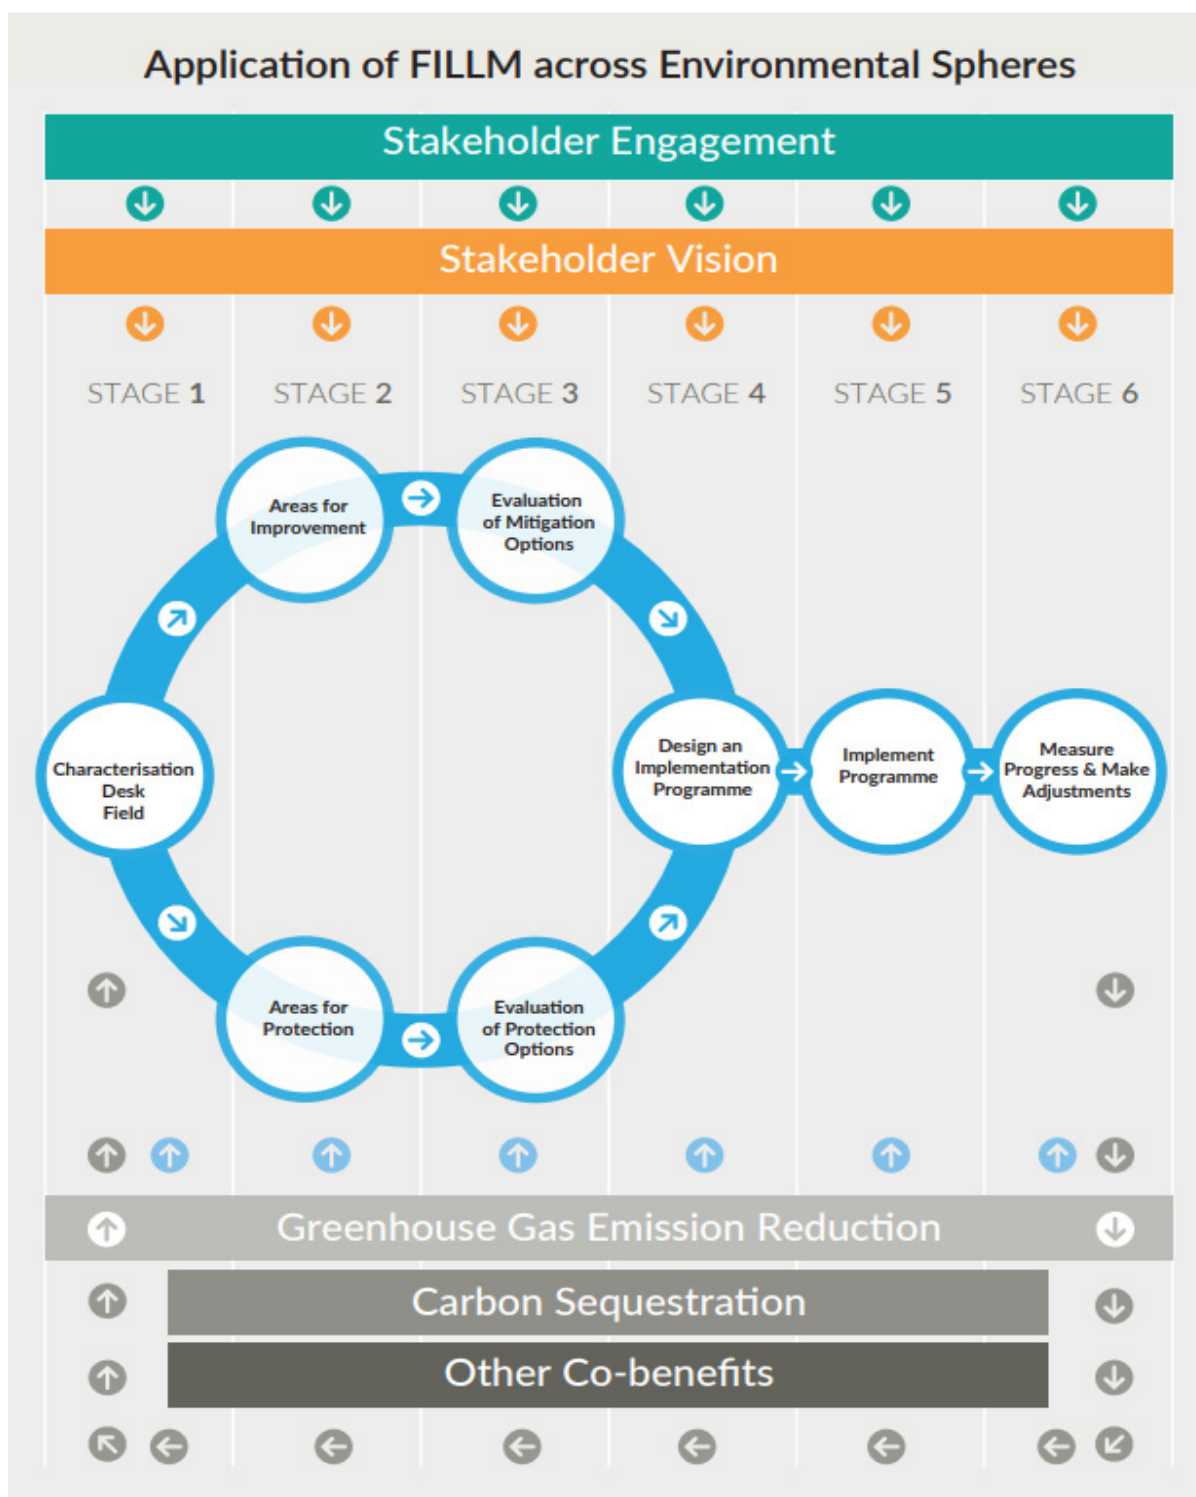 Application of FILLM across Environmental Spheres
Stakeholder Engagement
Stakeholder Vision
STAGE 1
STAGE 2
STAGE 3
STAGE 4
STAGE 5
STAGE 6
Areas for
Improvement
Evaluation
of Mitigation
Options
Characterisation
Desk
Field
Design an
Implementation
Programme
Implement
Programme
Measure
Progress & Make
Adjustments
Areas for
Protection
Evaluation
of Protection
Options
Greenhouse Gas Emission Reduction
Carbon Sequestration
Other Co-benefits